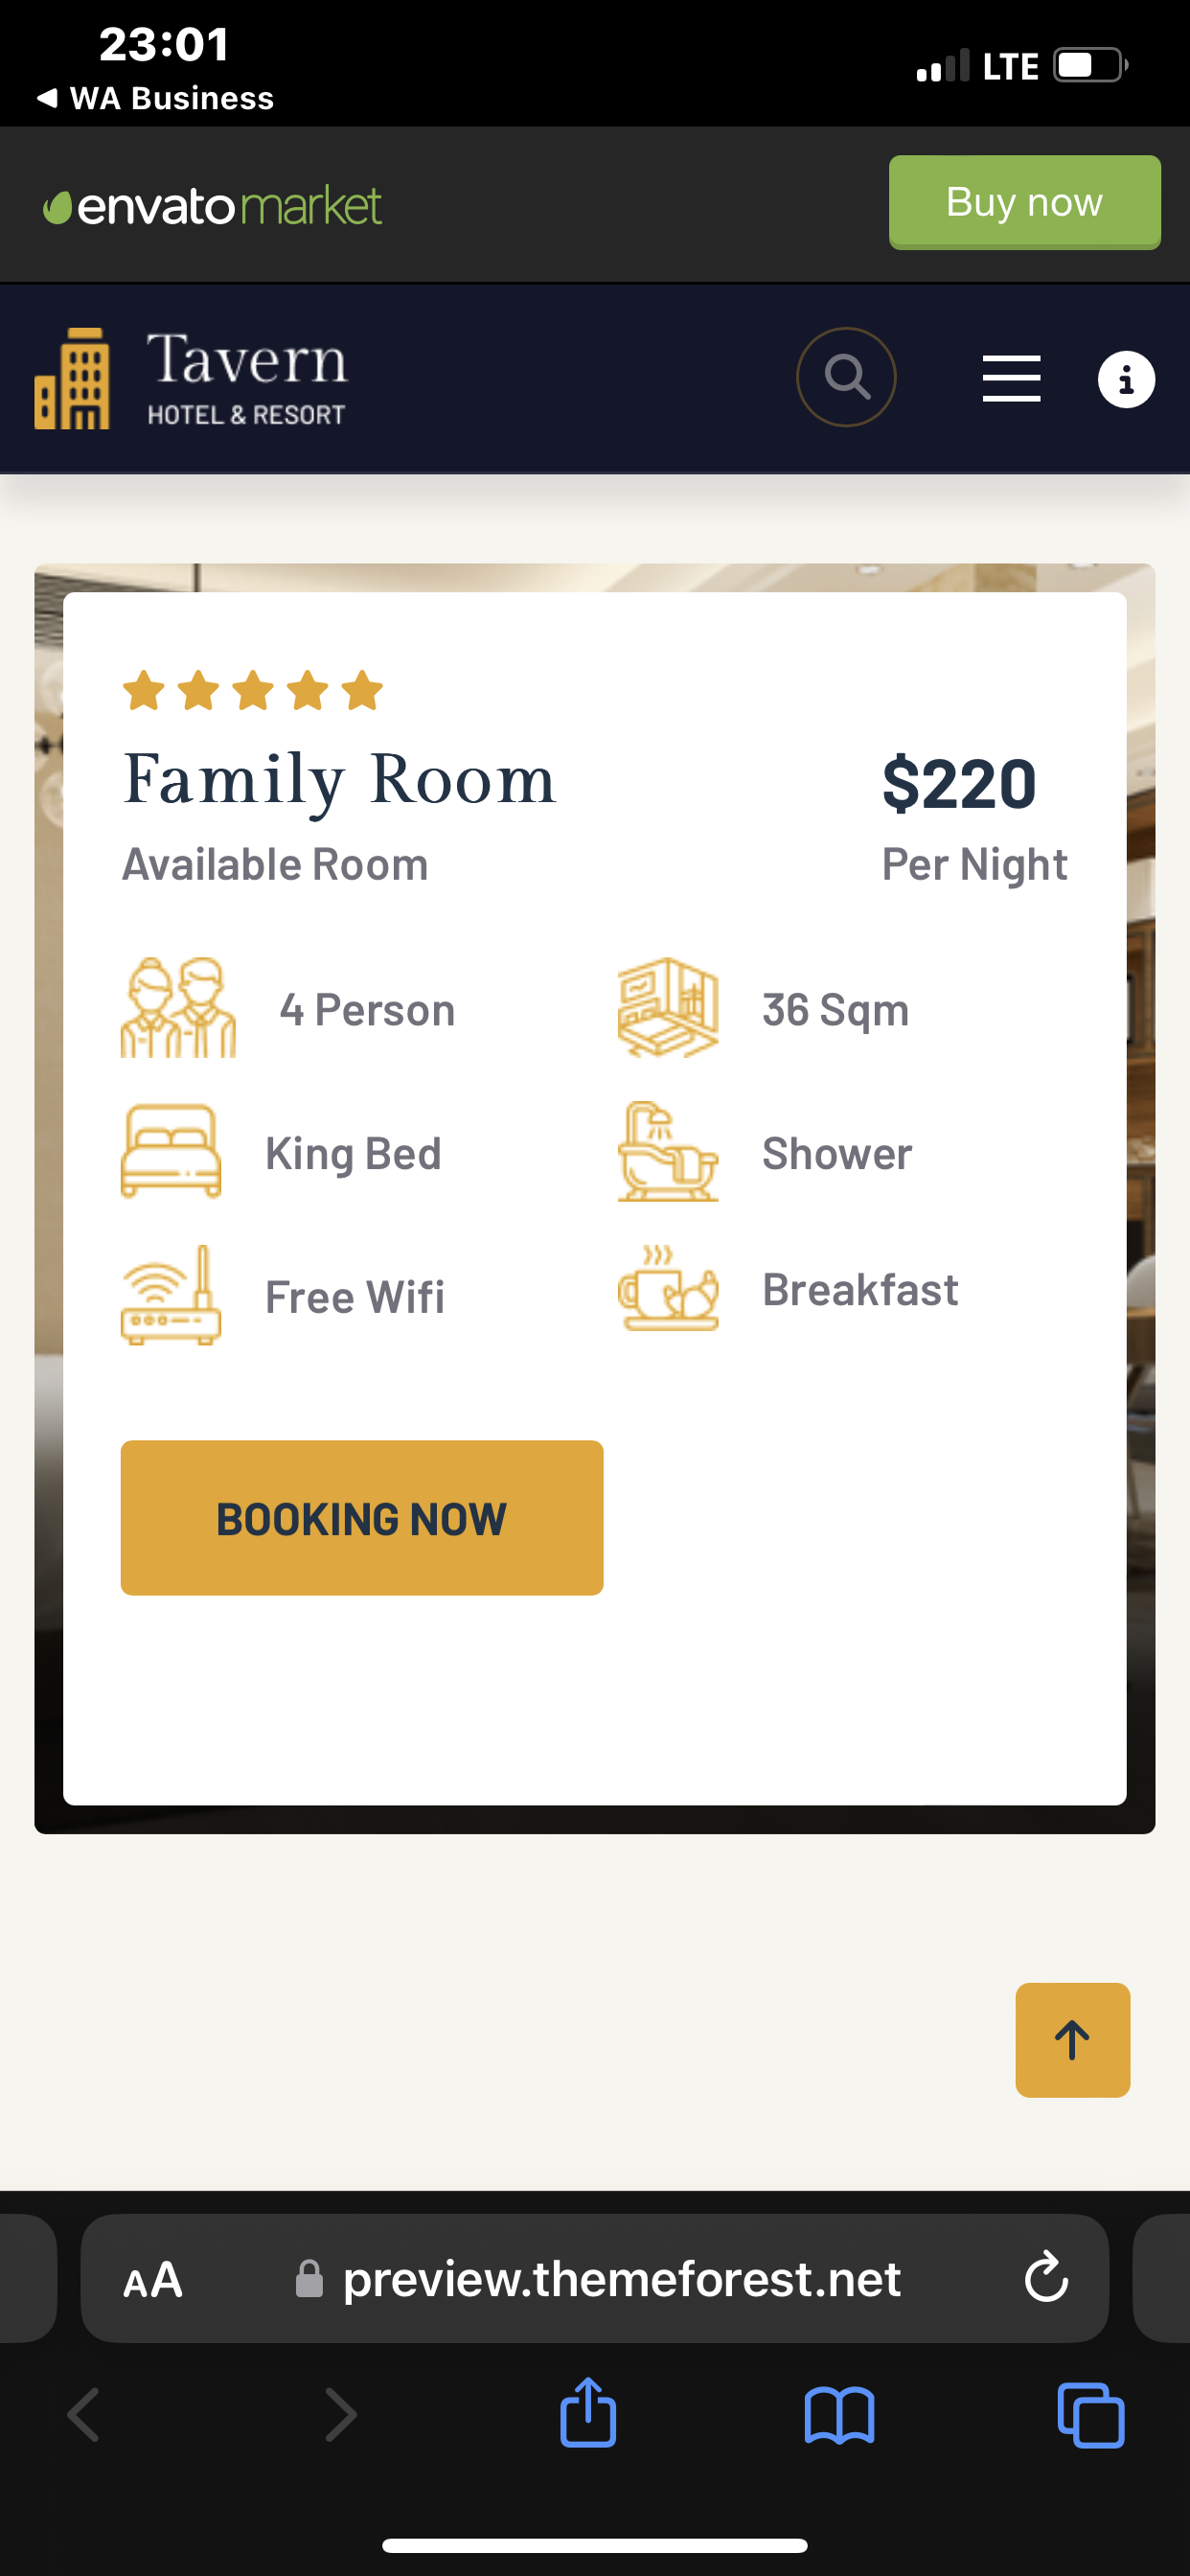 23:01
LTE
WA Business
envatomarket
Buy now
Tavern
HOTEL & RESORT
Family Room
$220
Available Room
Per Night
4 Person
36 Sqm
King Bed
Shower
Free Wifi
Breakfast
BOOKING NOW
AA
preview.themeforest.net